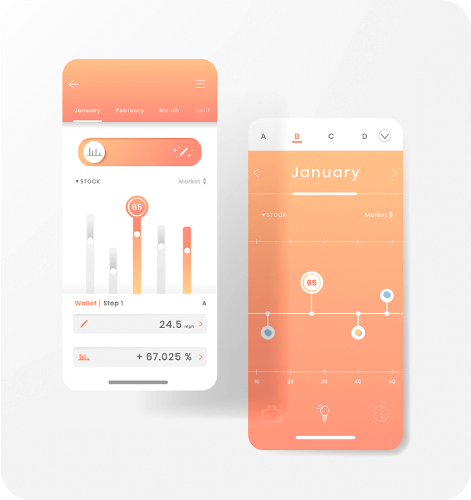 January February March April
65
▾ STOCK Market
Wallet | Step 1 A
24.5 mph
+ 67.025 %
A B C D
January
▾ STOCK Market
65
10 20 30 40 50